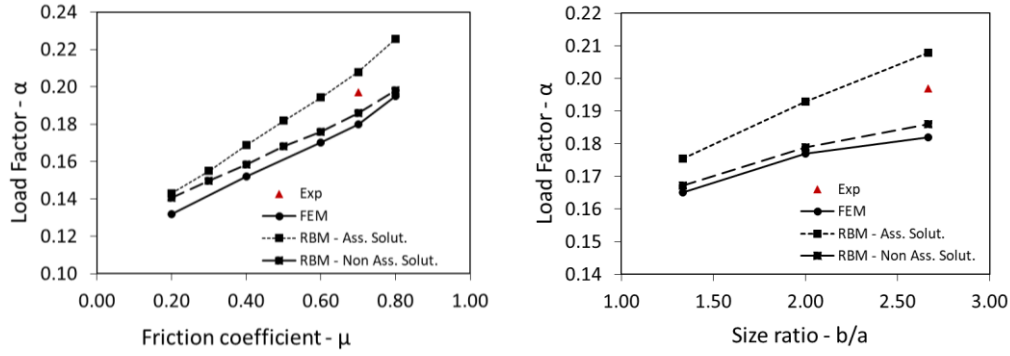 0.24
0.22
0.20
0.18
0.16
0.14
0.12
0.10
Load Factor - α
0.00 0.20 0.40 0.60 0.80 1.00
Friction coefficient - μ
Exp
FEM
RBM - Ass. Solut.
RBM - Non Ass. Solut.
0.22
0.21
0.20
0.19
0.18
0.17
0.16
0.15
0.14
Load Factor - α
1.00 1.50 2.00 2.50 3.00
Size ratio - b/a
Exp
FEM
RBM - Ass. Solut.
RBM - Non Ass. Solut.